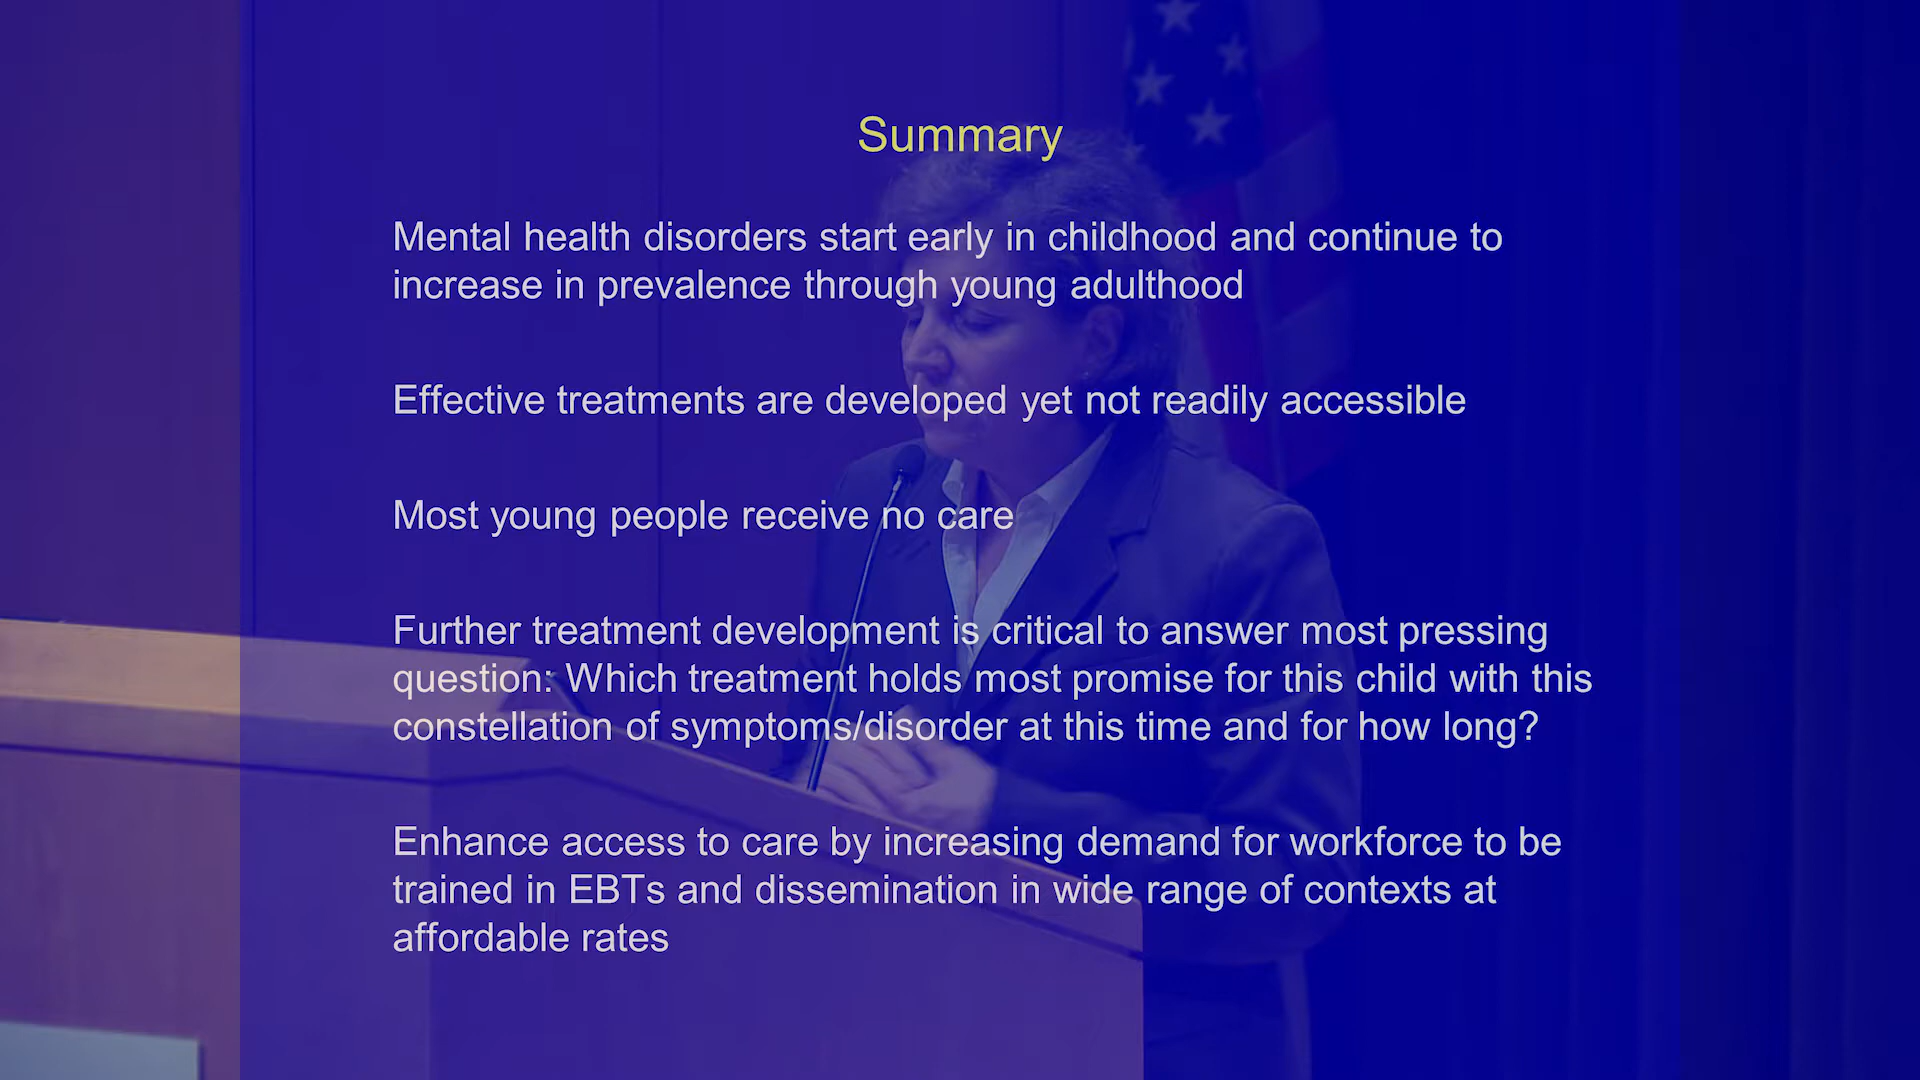 Summary
Mental health disorders start early in childhood and continue to
increase in prevalence through young adulthood
Effective treatments are developed yet not readily accessible
Most young people receive no care
Further treatment development is critical to answer most pressing
question: Which treatment holds most promise for this child with this
constellation of symptoms/disorder at this time and for how long?
Enhance access to care by increasing demand for workforce to be
trained in EBTs and dissemination in wide range of contexts at
affordable rates